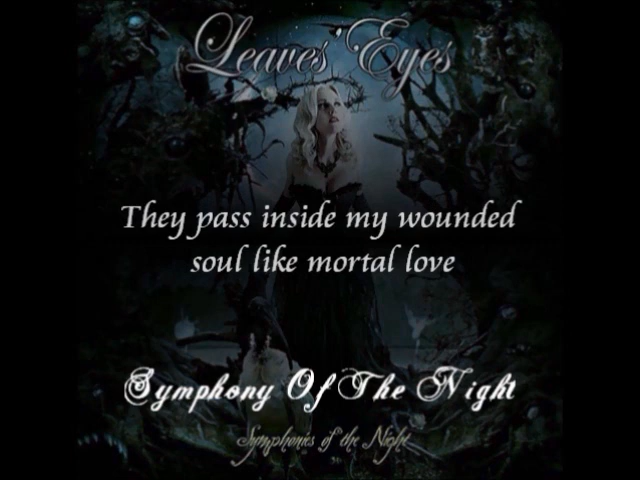 Leaves' Eyes
They pass inside my wounded
soul like mortal love
Symphony Of The Night
Symphonies of the Night